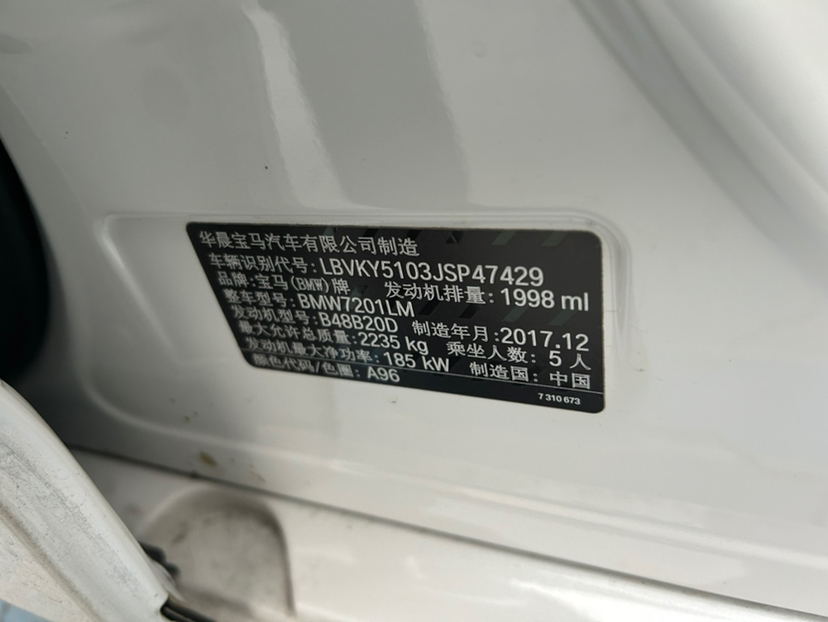 华晨宝马汽车有限公司制造
车辆识别代号: LBVKY5103JSP47429
品牌: 宝马(BMW)牌 发动机排量: 1998 ml
整车型号: BMW7201LM
发动机型号: B48B20D 制造年月: 2017.12
最大允许总质量: 2235 kg 乘坐人数: 5 人
发动机最大净功率: 185 kW 制造国: 中国
颜色代码/色圈: A96
7 310 673